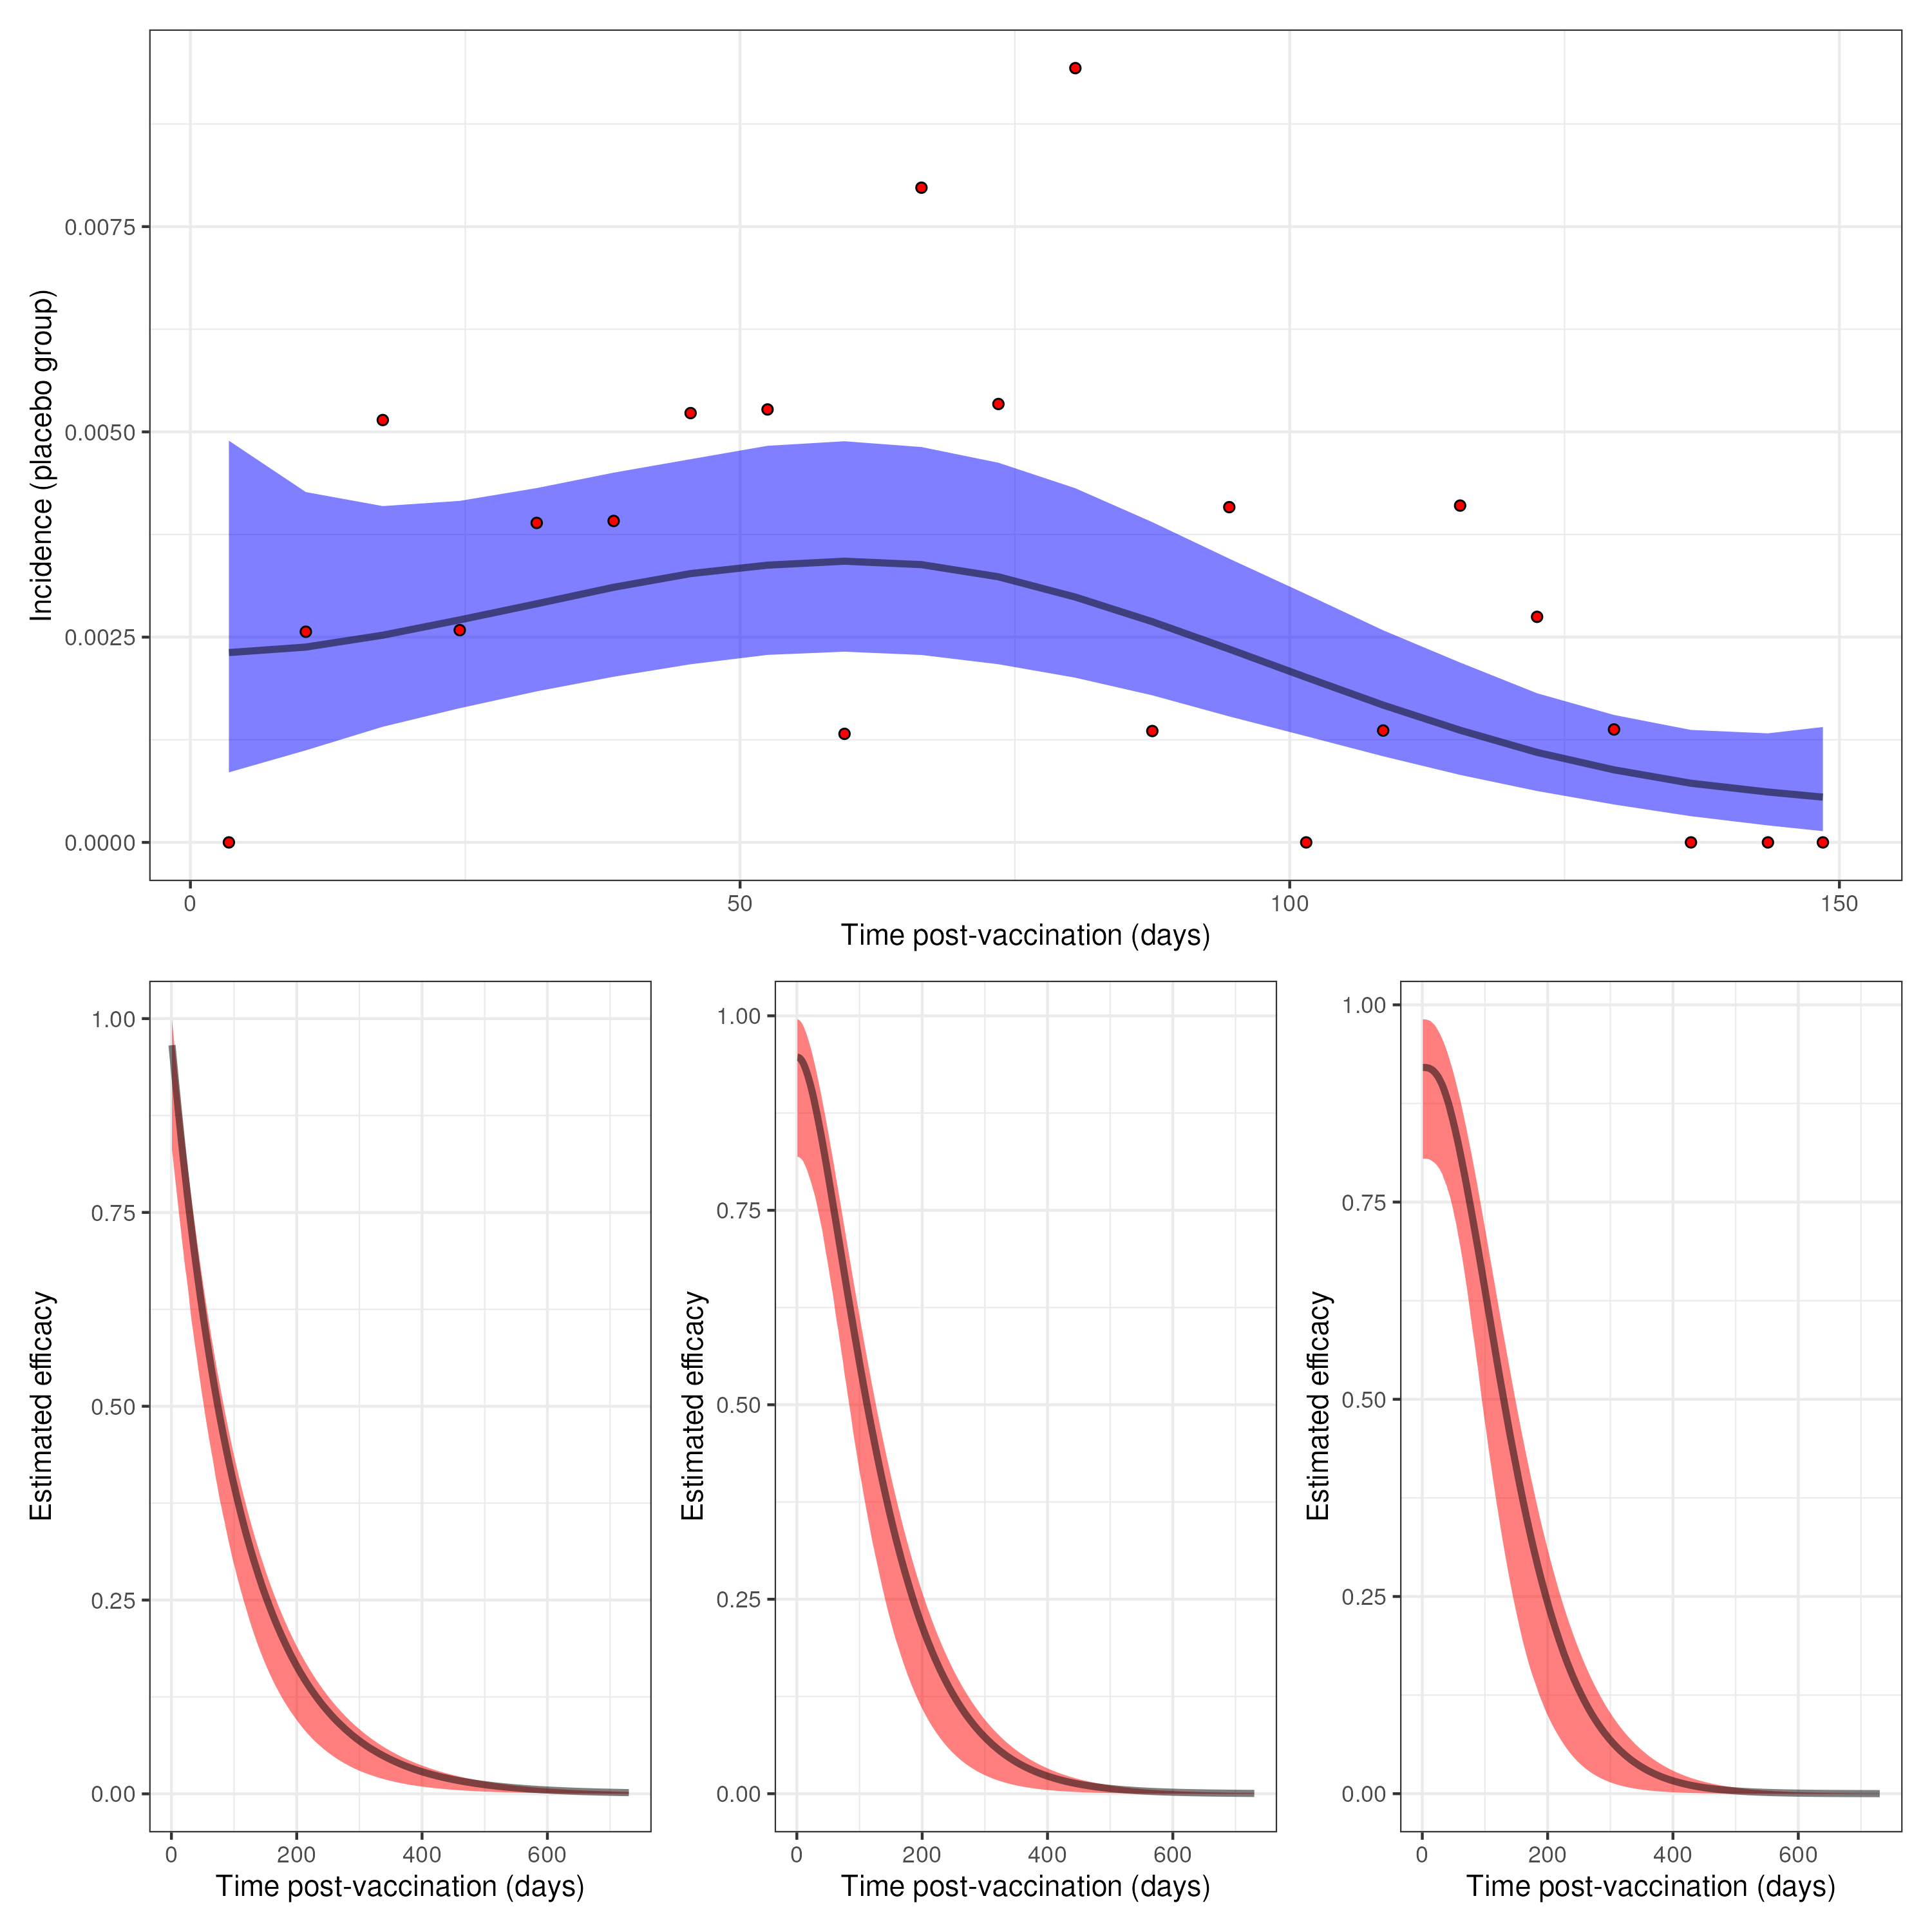 Incidence (placebo group)
0.0075
0.0050
0.0025
0.0000
0 50 100 150
Time post-vaccination (days)
Estimated efficacy
1.00
0.75
0.50
0.25
0.00
0 200 400 600
Time post-vaccination (days)
Estimated efficacy
1.00
0.75
0.50
0.25
0.00
0 200 400 600
Time post-vaccination (days)
Estimated efficacy
1.00
0.75
0.50
0.25
0.00
0 200 400 600
Time post-vaccination (days)